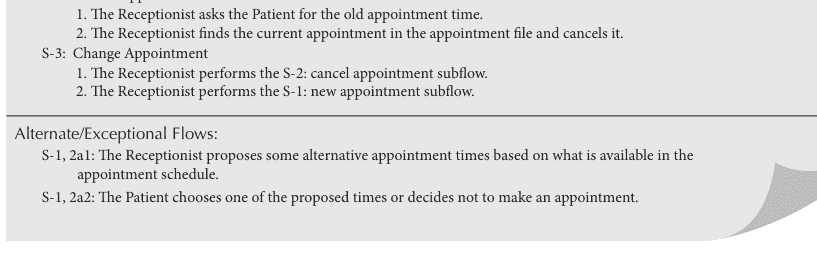 1. The Receptionist asks the Patient for the old appointment time.
2. The Receptionist finds the current appointment in the appointment file and cancels it.
S-3: Change Appointment
1. The Receptionist performs the S-2: cancel appointment subflow.
2. The Receptionist performs the S-1: new appointment subflow.
Alternate/Exceptional Flows:
S-1, 2a1: The Receptionist proposes some alternative appointment times based on what is available in the
appointment schedule.
S-1, 2a2: The Patient chooses one of the proposed times or decides not to make an appointment.